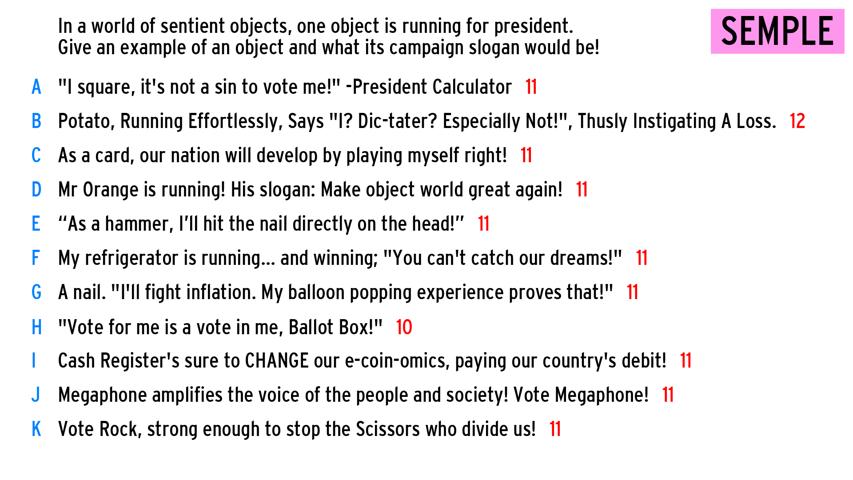 In a world of sentient objects, one object is running for president.
Give an example of an object and what its campaign slogan would be!
SEMPLE
A "I square, it's not a sin to vote me!" -President Calculator 11
B Potato, Running Effortlessly, Says "I? Dic-tater? Especially Not!", Thusly Instigating A Loss. 12
C As a card, our nation will develop by playing myself right! 11
D Mr Orange is running! His slogan: Make object world great again! 11
E “As a hammer, I’ll hit the nail directly on the head!” 11
F My refrigerator is running... and winning; "You can't catch our dreams!" 11
G A nail. "I'll fight inflation. My balloon popping experience proves that!" 11
H "Vote for me is a vote in me, Ballot Box!" 10
I Cash Register's sure to CHANGE our e-coin-omics, paying our country's debit! 11
J Megaphone amplifies the voice of the people and society! Vote Megaphone! 11
K Vote Rock, strong enough to stop the Scissors who divide us! 11